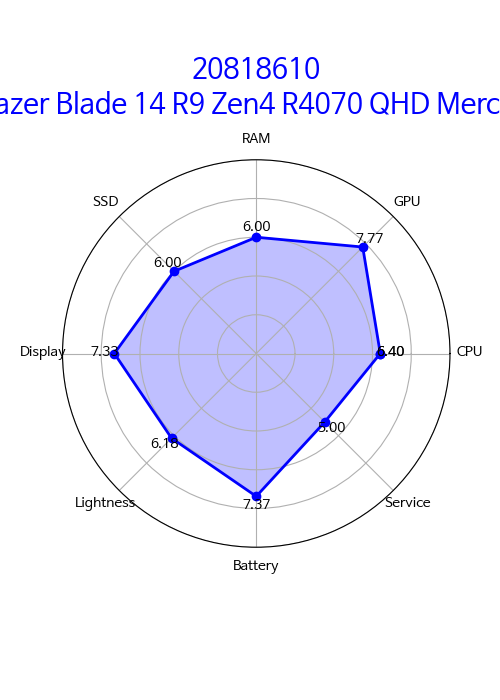 20818610
azer Blade 14 R9 Zen4 R4070 QHD Merc
RAM
SSD
GPU
6.00
7.77
6.00
Display
7.33
6.40
CPU
6.18
5.00
Lightness
7.37
Service
Battery